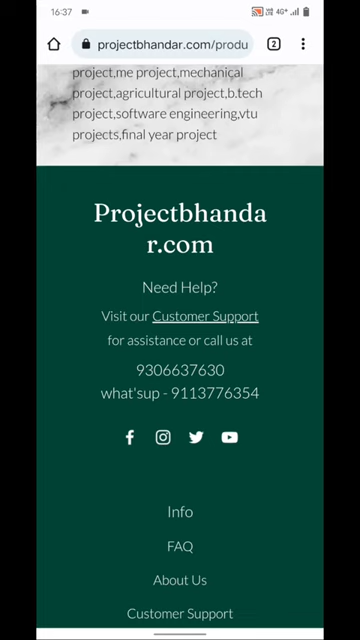 16:37
4G+
projectbhandar.com/produ
2
project,me project,mechanical
project,agricultural project,b.tech
project,software engineering,vtu
projects,final year project
Projectbhanda
r.com
Need Help?
Visit our Customer Support
for assistance or call us at
9306637630
what'sup - 9113776354
Info
FAQ
About Us
Customer Support